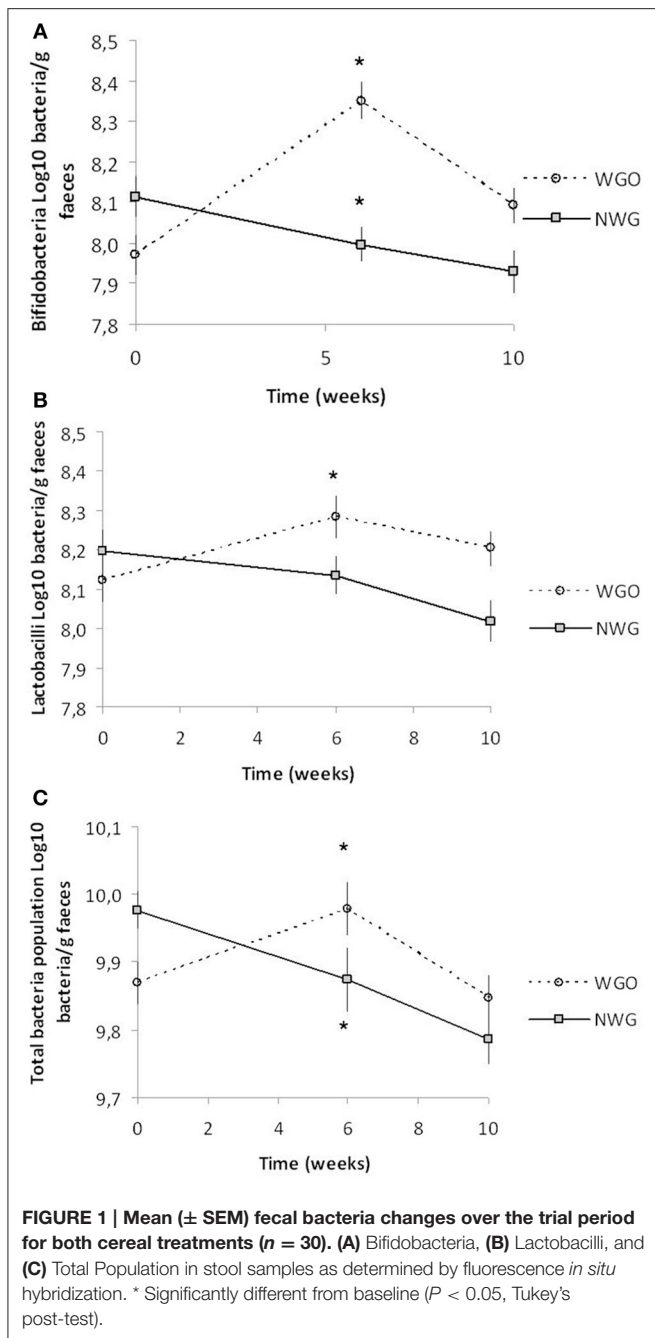 A
Bifidobacteria Log10 bacteria/g
faeces
8,5
8,4
8,3
8,2
8,1
8,0
7,9
7,8
*
*
WGO
NWG
0
5
10
Time (weeks)
B
Lactobacilli Log10 bacteria/g faeces
8,5
8,4
8,3
8,2
8,1
8,0
7,9
7,8
*
WGO
NWG
0 2 4 6 8 10
Time (weeks)
C
Total bacteria population Log10
bacteria/g faeces
10,1
10,0
9,9
9,8
9,7
*
*
WGO
NWG
0 2 4 6 8 10
Time (weeks)
FIGURE 1 | Mean (± SEM) fecal bacteria changes over the trial period
for both cereal treatments (n = 30). (A) Bifidobacteria, (B) Lactobacilli, and
(C) Total Population in stool samples as determined by fluorescence in situ
hybridization. * Significantly different from baseline (P < 0.05, Tukey's
post-test).